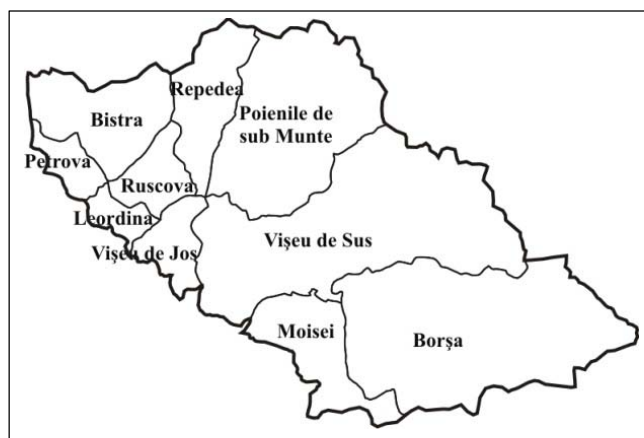 Repedea
Bistra
Poienile de
sub Munte
Petrova
Ruscova
Leordina
Vişeu de Sus
Vişeu de Jos
Moisei
Borşa